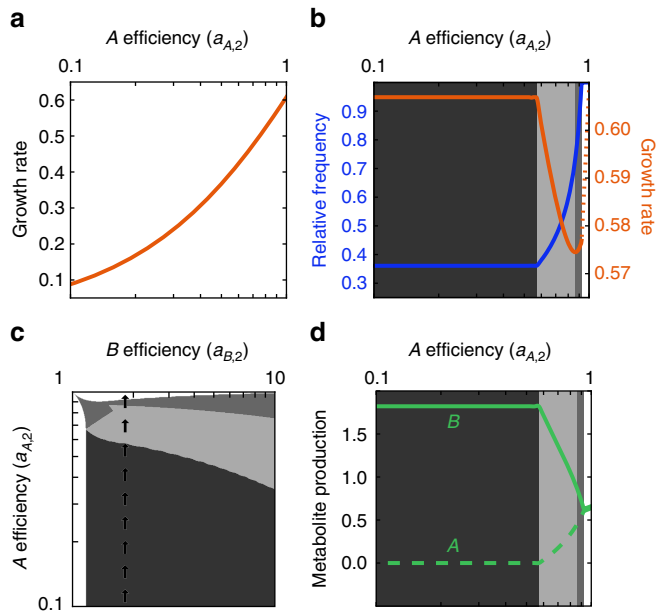 a
A efficiency (a_A,2)
0.1 1
Growth rate
0.6
0.5
0.4
0.3
0.2
0.1
b
A efficiency (a_A,2)
0.1 1
Relative frequency
0.9
0.8
0.7
0.6
0.5
0.4
0.3
0.60
0.59
0.58
0.57
Growth rate
c
B efficiency (a_B,2)
1 10
A efficiency (a_A,2)
0.1
d
A efficiency (a_A,2)
0.1 1
Metabolite production
1.5
1.0
0.5
0.0
B
A